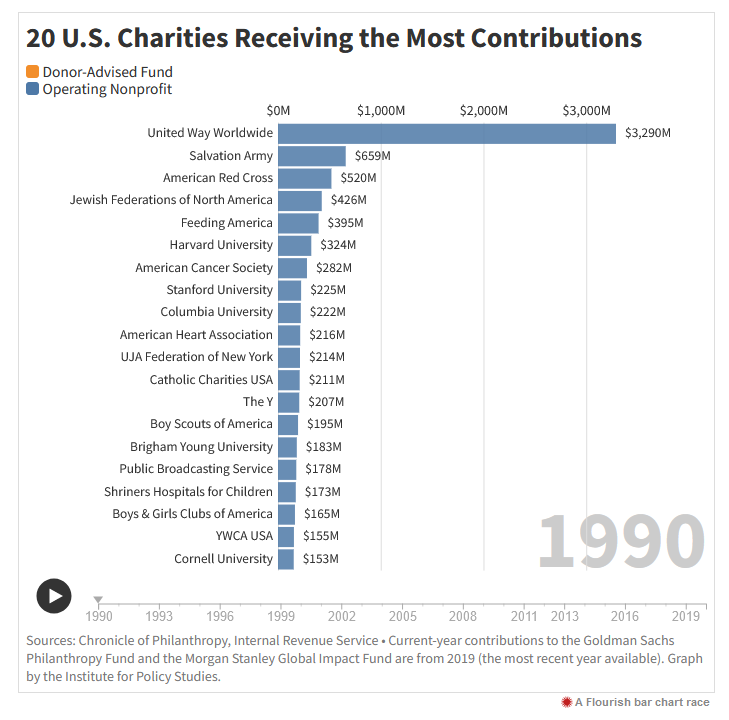 20 U.S. Charities Receiving the Most Contributions
Donor-Advised Fund
Operating Nonprofit
$0M $1,000M $2,000M $3,000M
United Way Worldwide $3,290M
Salvation Army $659M
American Red Cross $520M
Jewish Federations of North America $426M
Feeding America $395M
Harvard University $324M
American Cancer Society $282M
Stanford University $225M
Columbia University $222M
American Heart Association $216M
UJA Federation of New York $214M
Catholic Charities USA $211M
The Y $207M
Boy Scouts of America $195M
Brigham Young University $183M
Public Broadcasting Service $178M
Shriners Hospitals for Children $173M
Boys & Girls Clubs of America $165M
YWCA USA $155M
Cornell University $153M
1990
1990 1993 1996 1999 2002 2005 2008 2011 2013 2016 2019
Sources: Chronicle of Philanthropy, Internal Revenue Service • Current-year contributions to the Goldman Sachs
Philanthropy Fund and the Morgan Stanley Global Impact Fund are from 2019 (the most recent year available). Graph
by the Institute for Policy Studies.
A Flourish bar chart race